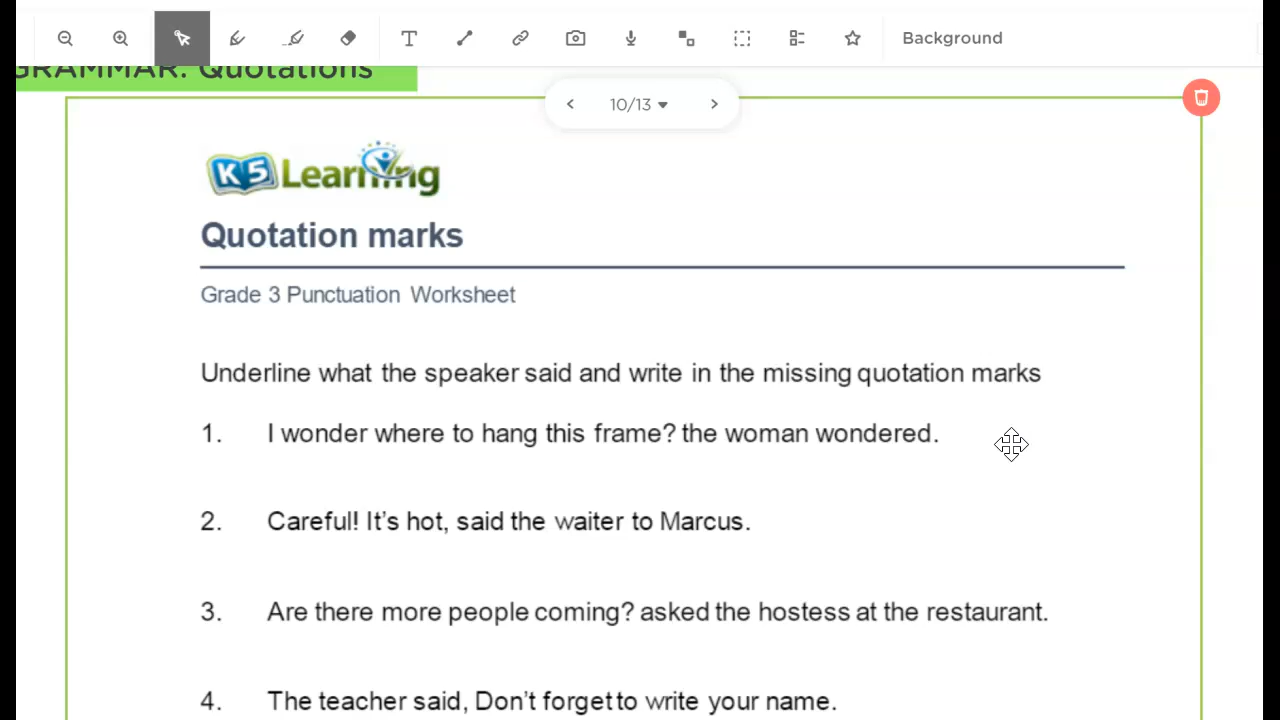 Background
GRAMMAR: Quotations
10/13
K5 Learning
Quotation marks
Grade 3 Punctuation Worksheet
Underline what the speaker said and write in the missing quotation marks
1. I wonder where to hang this frame? the woman wondered.
2. Careful! It’s hot, said the waiter to Marcus.
3. Are there more people coming? asked the hostess at the restaurant.
4. The teacher said, Don’t forget to write your name.